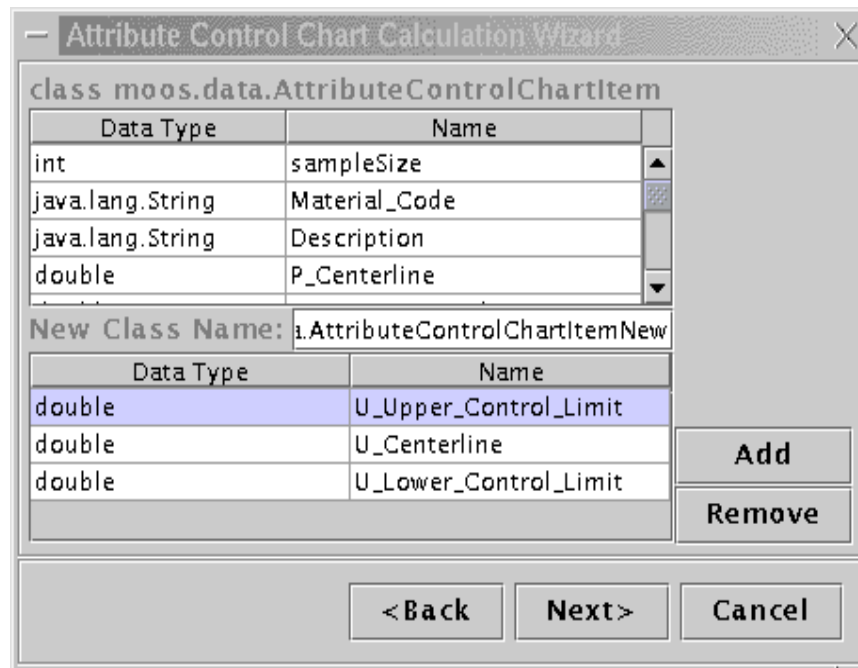 Attribute Control Chart Calculation Wizard
class moos.data.AttributeControlChartItem
Data Type Name
int sampleSize
java.lang.String Material_Code
java.lang.String Description
double P_Centerline
New Class Name: a.AttributeControlChartItemNew
Data Type Name
double U_Upper_Control_Limit
double U_Centerline
double U_Lower_Control_Limit
Add
Remove
<Back Next> Cancel